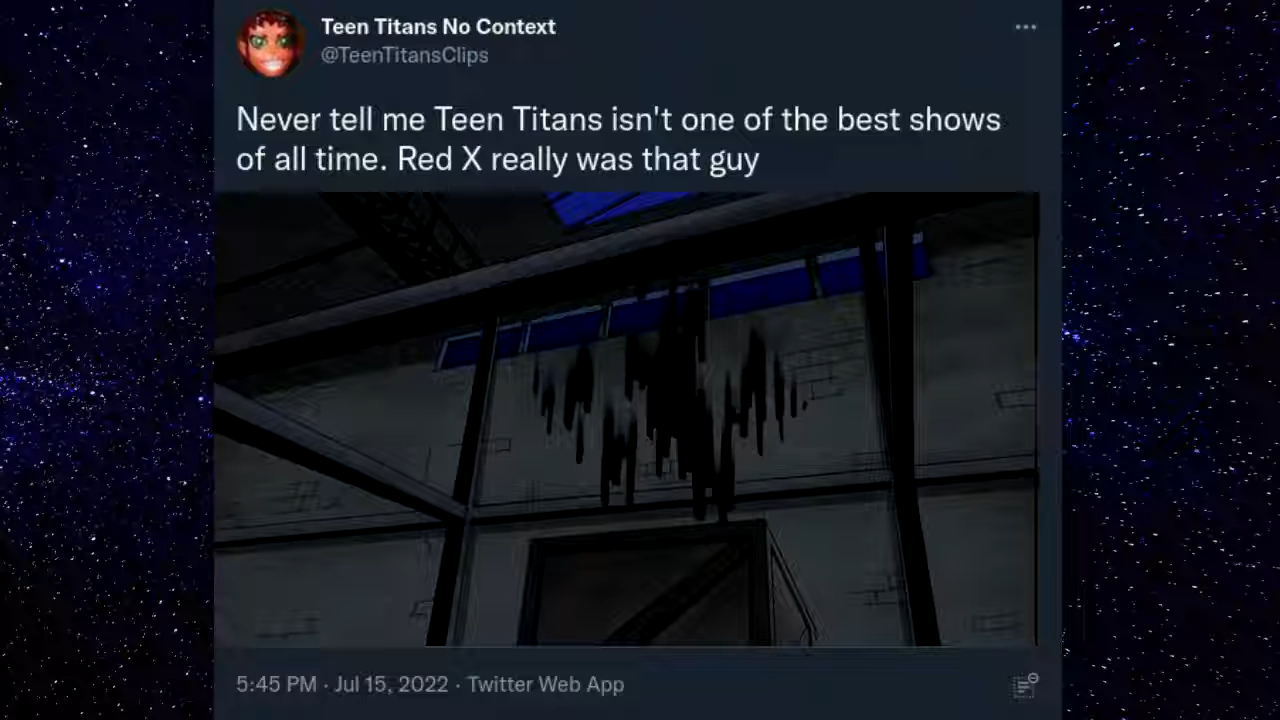 Teen Titans No Context
@TeenTitansClips
Never tell me Teen Titans isn't one of the best shows
of all time. Red X really was that guy
5:45 PM · Jul 15, 2022 · Twitter Web App